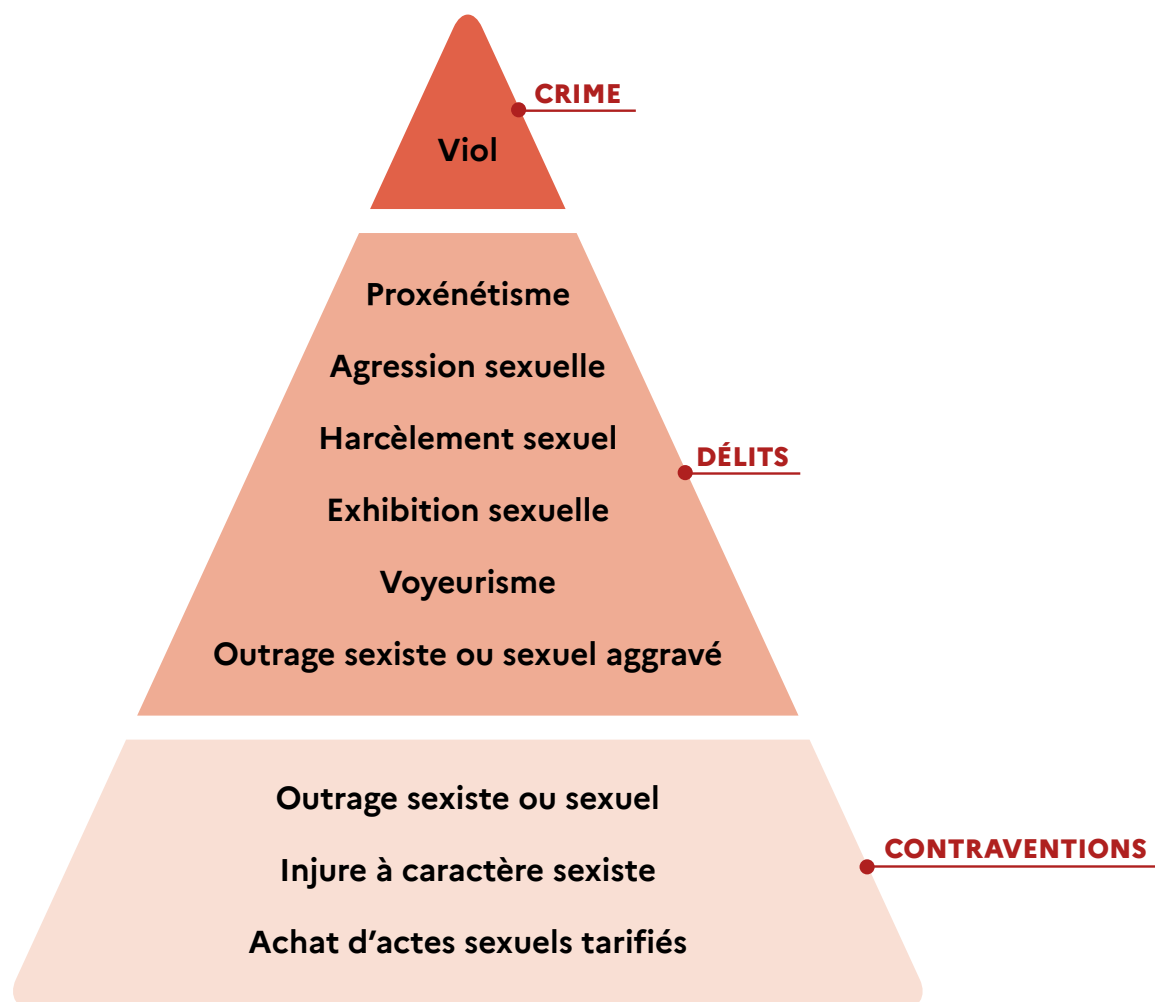 CRIME
Viol
Proxénétisme
Agression sexuelle
Harcèlement sexuel
DÉLITS
Exhibition sexuelle
Voyeurisme
Outrage sexiste ou sexuel aggravé
Outrage sexiste ou sexuel
CONTRAVENTIONS
Injure à caractère sexiste
Achat d’actes sexuels tarifiés